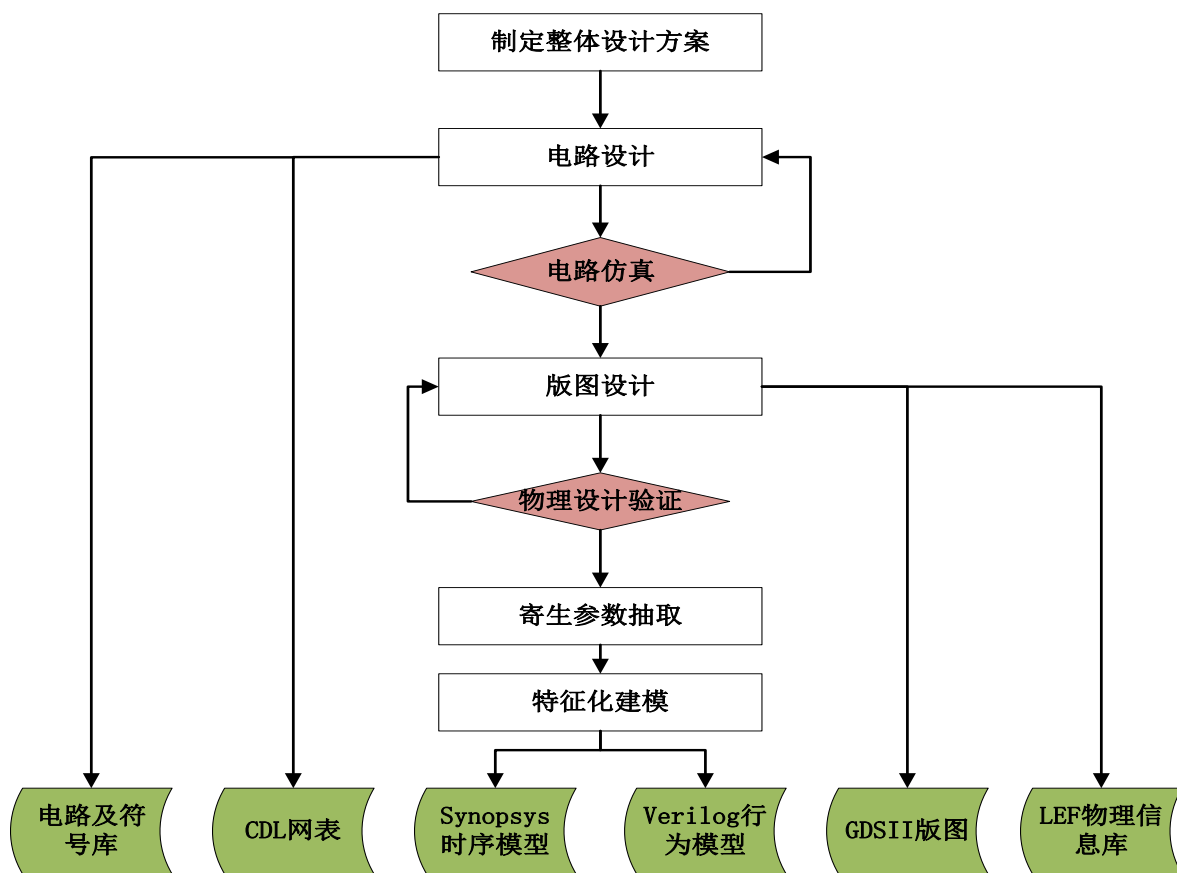 制定整体设计方案
电路设计
电路仿真
版图设计
物理设计验证
寄生参数抽取
特征化建模
电路及符
号库
CDL网表
Synopsys
时序模型
Verilog行
为模型
GDSII版图
LEF物理信
息库